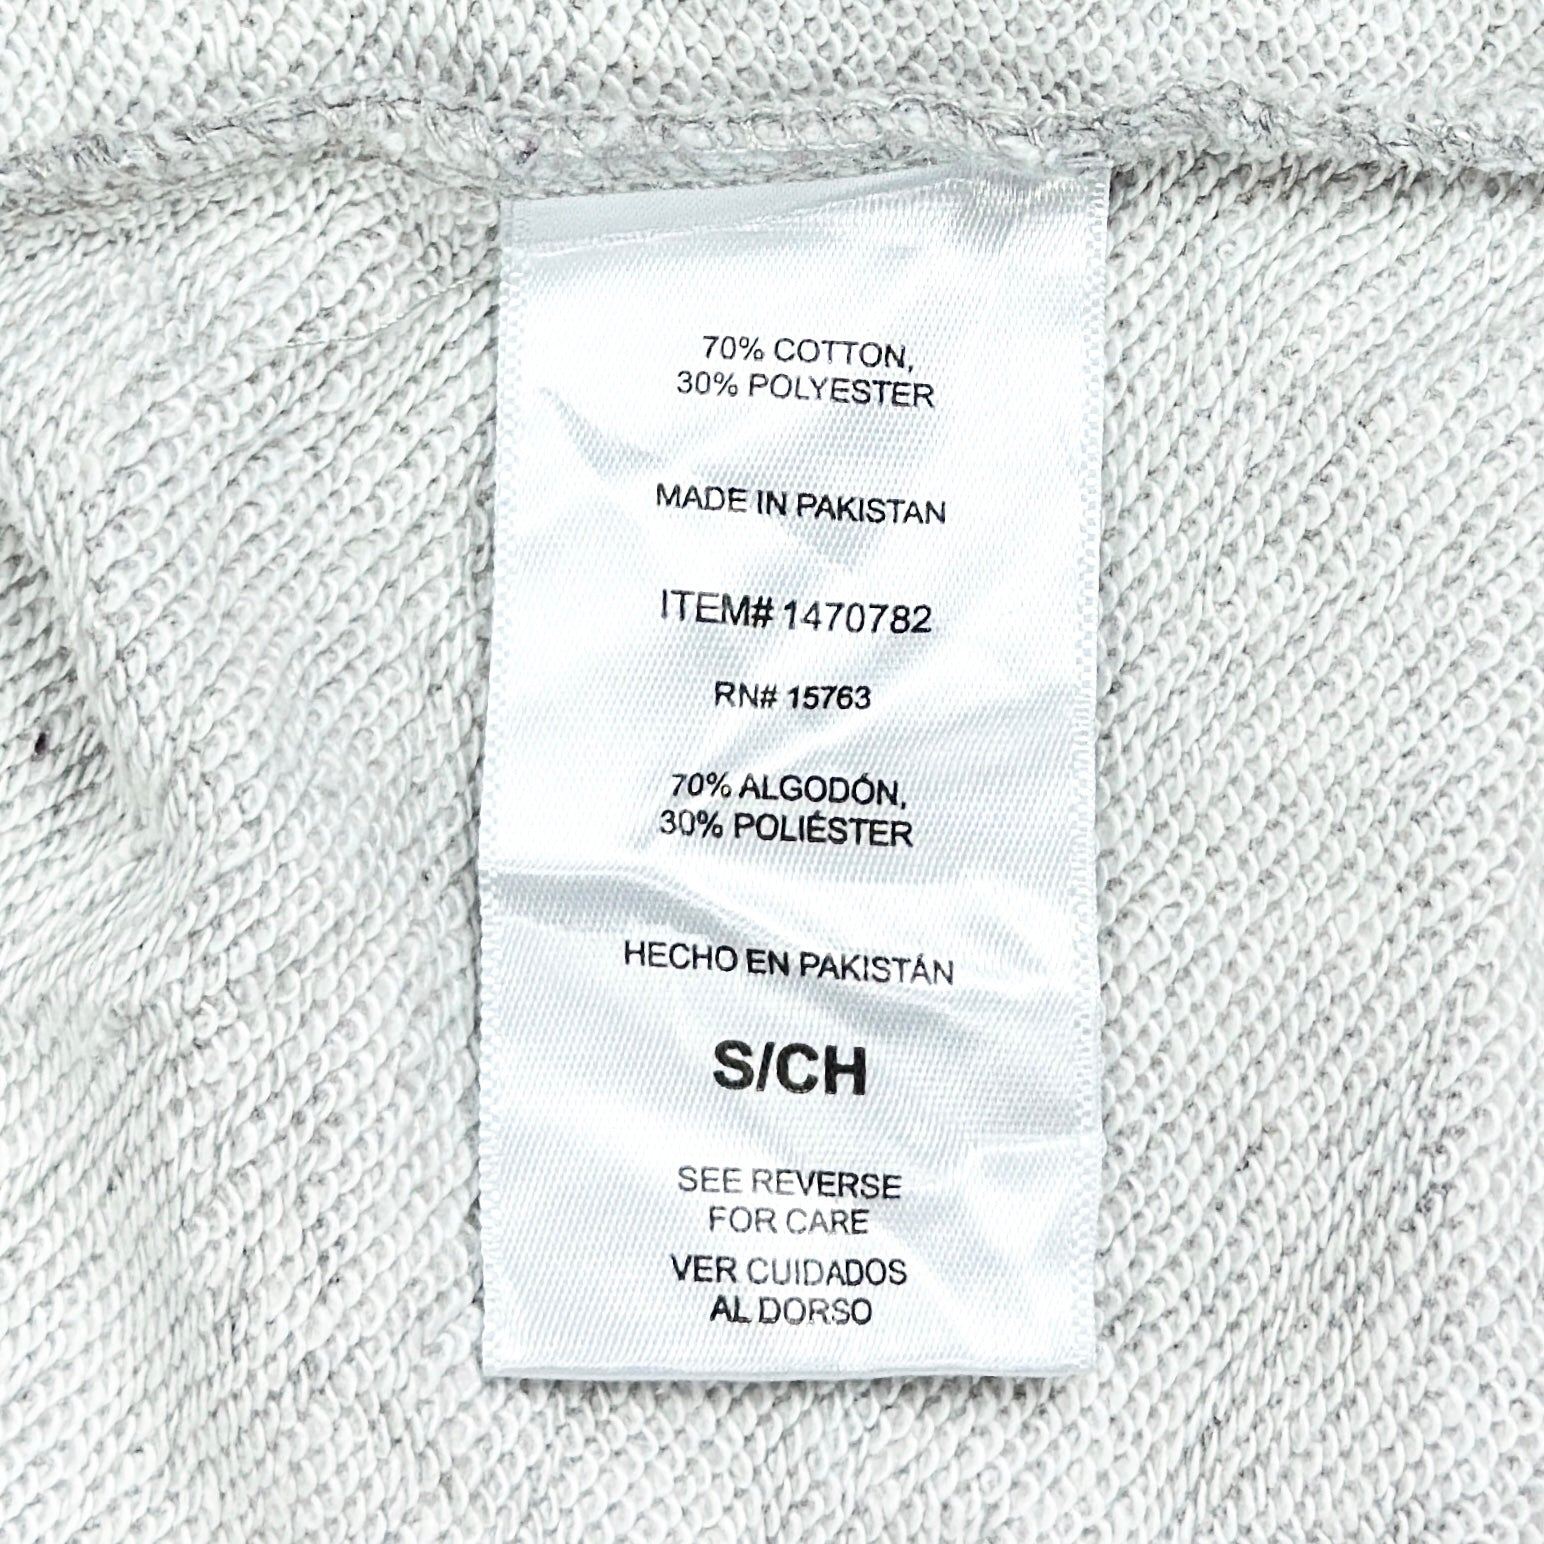 70% COTTON,
30% POLYESTER
MADE IN PAKISTAN
ITEM# 1470782
RN# 15763
70% ALGODÓN,
30% POLIÉSTER
HECHO EN PAKISTÁN
S/CH
SEE REVERSE
FOR CARE
VER CUIDADOS
AL DORSO